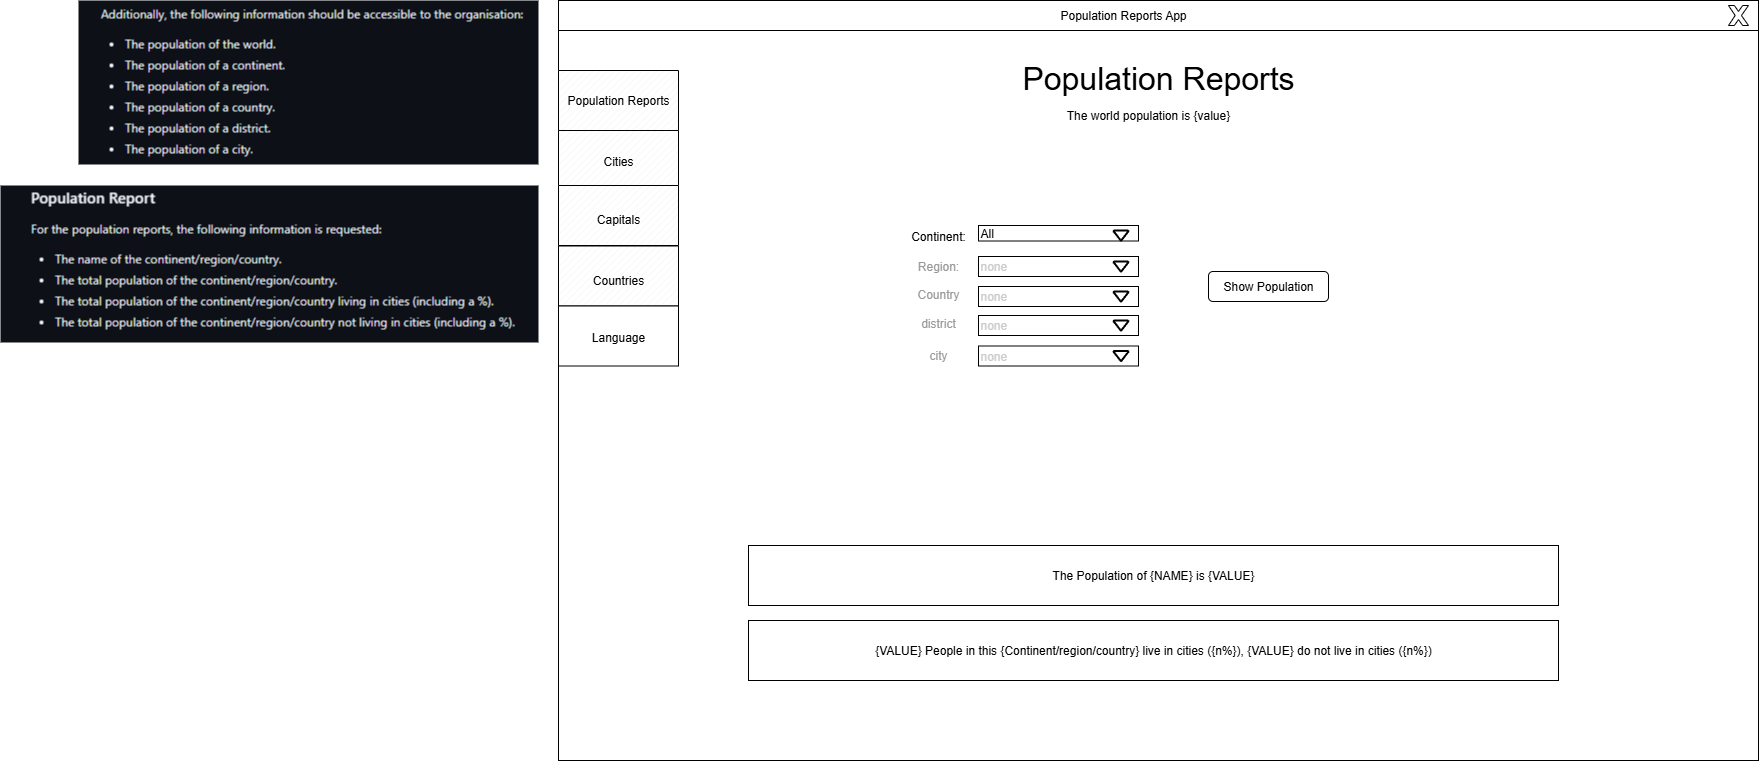 Additionally, the following information should be accessible to the organisation:
• The population of the world.
• The population of a continent.
• The population of a region.
• The population of a country.
• The population of a district.
• The population of a city.
Population Report
For the population reports, the following information is requested:
• The name of the continent/region/country.
• The total population of the continent/region/country.
• The total population of the continent/region/country living in cities (including a %).
• The total population of the continent/region/country not living in cities (including a %).
Population Reports App
X
Population Reports
Cities
Capitals
Countries
Language
Population Reports
The world population is {value}
Continent: All
Region: none
Country none
district none
city none
Show Population
The Population of {NAME} is {VALUE}
{VALUE} People in this {Continent/region/country} live in cities ({n%}), {VALUE} do not live in cities ({n%})